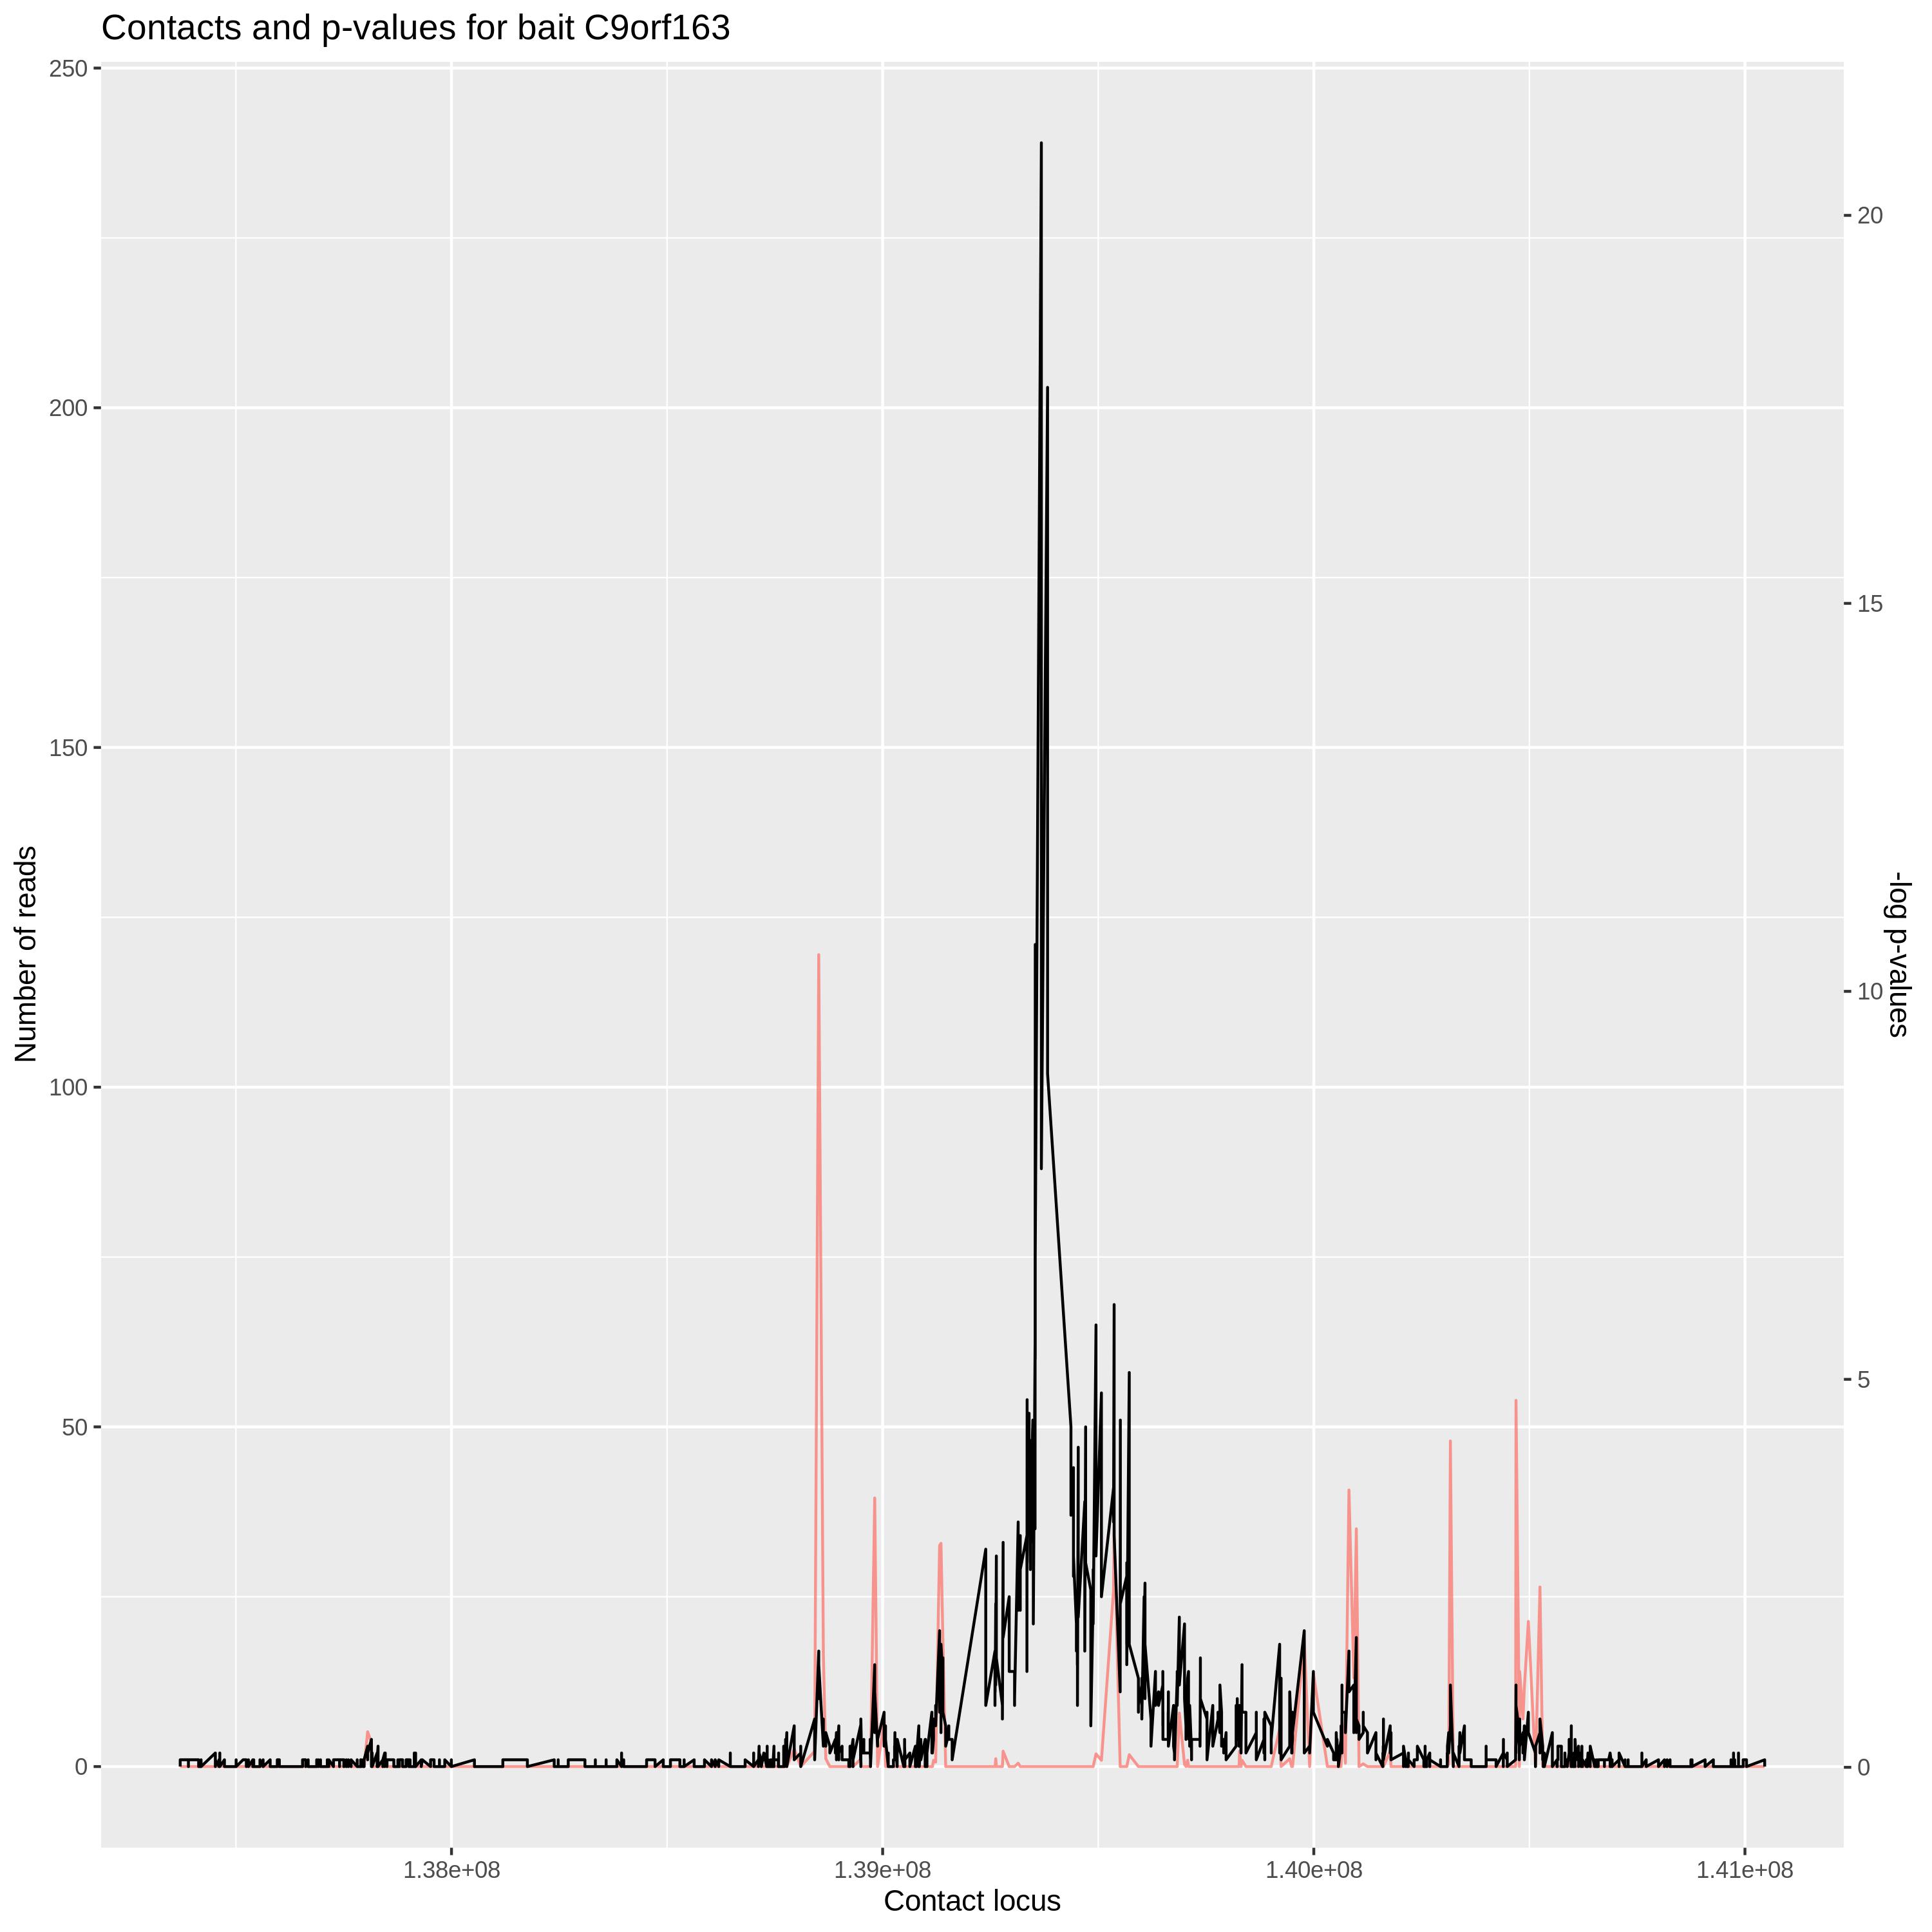 Contacts and p-values for bait C9orf163
250
200
150
100
50
0
Number of reads
20
15
10
5
0
-log p-values
1.38e+08
1.39e+08
1.40e+08
1.41e+08
Contact locus